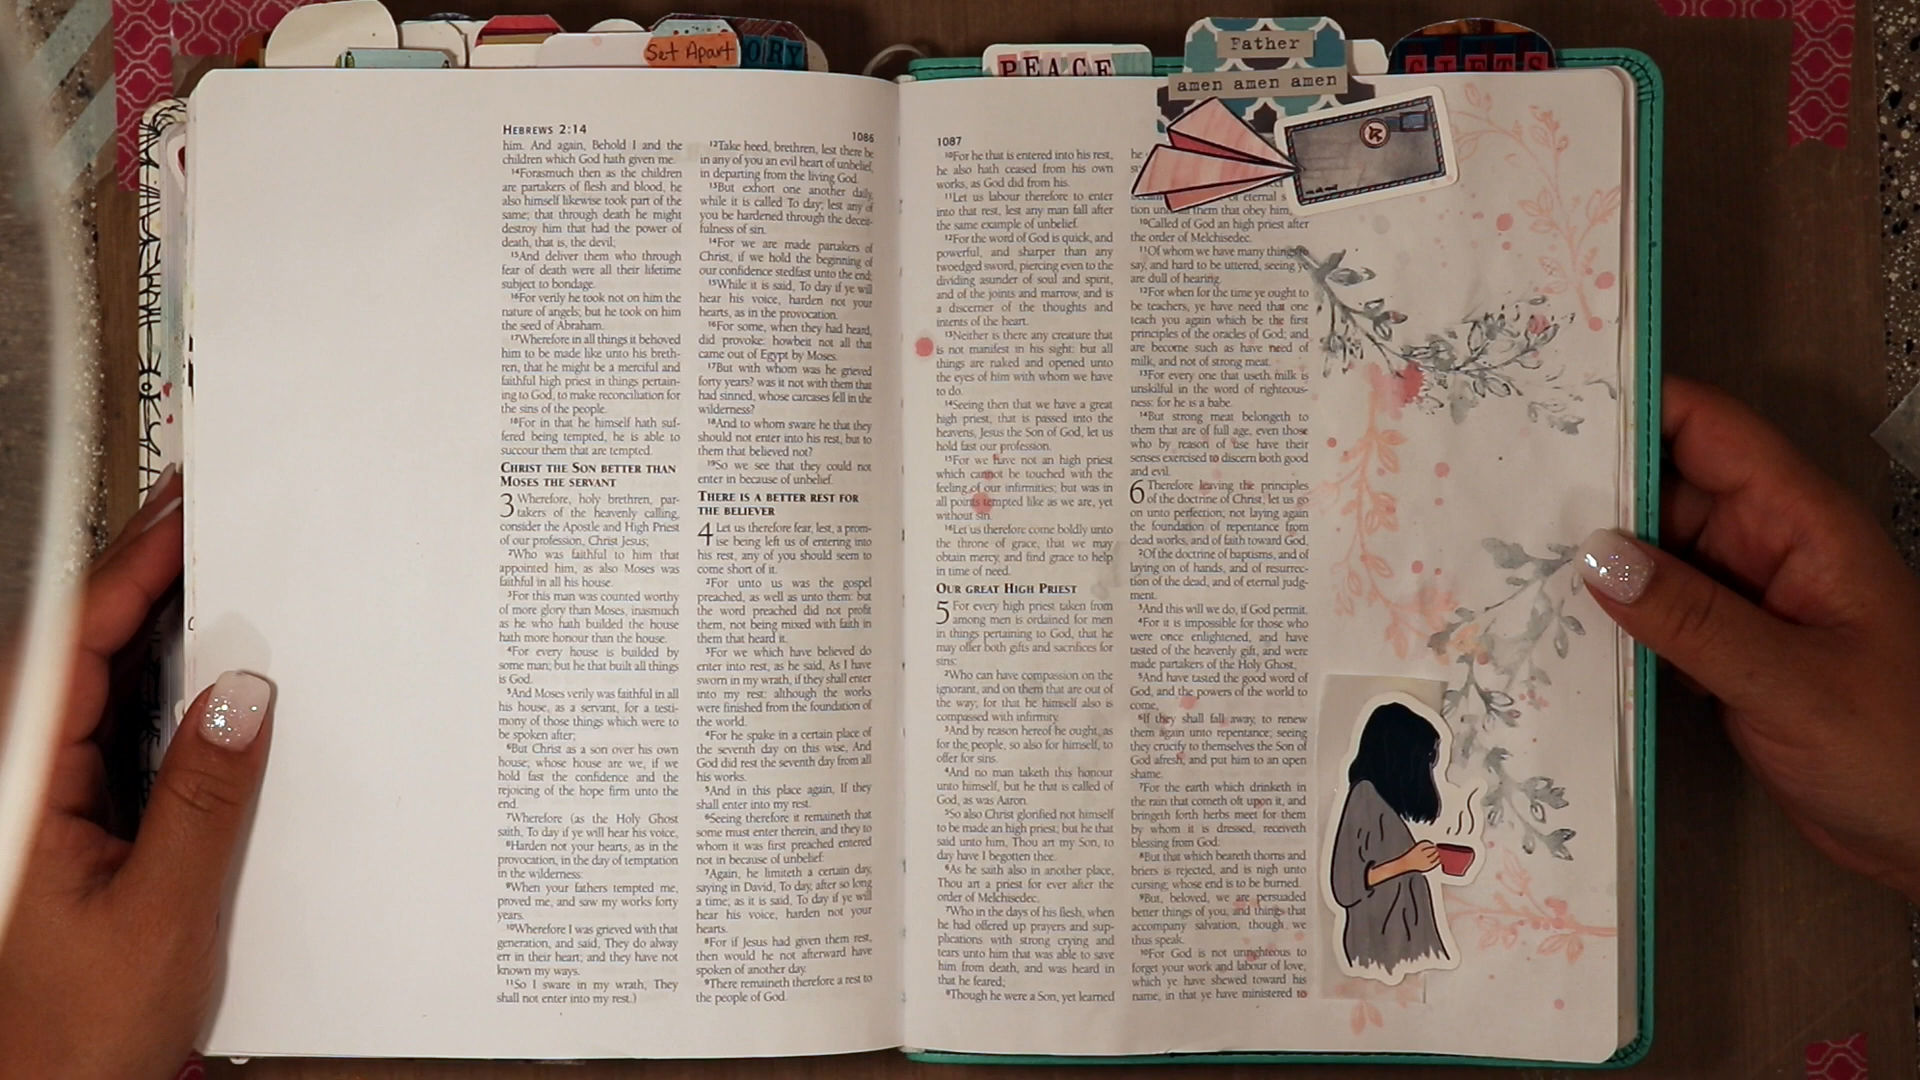 Set Apart
ORY
PEACE
Father
amen amen amen
GIFTS
HEBREWS 2:14
1086
him. And again, Behold I and the
children which God hath given me.
14Forasmuch then as the children
are partakers of flesh and blood, he
also himself likewise took part of the
same; that through death he might
destroy him that had the power of
death, that is, the devil;
15And deliver them who through
fear of death were all their lifetime
subject to bondage.
16For verily he took not on him the
nature of angels; but he took on him
the seed of Abraham.
17Wherefore in all things it behoved
him to be made like unto his breth-
ren, that he might be a merciful and
faithful high priest in things pertain-
ing to God, to make reconciliation for
the sins of the people.
18For in that he himself hath suf-
fered being tempted, he is able to
succour them that are tempted.
CHRIST THE SON BETTER THAN
MOSES THE SERVANT
3 Wherefore, holy brethren, par-
takers of the heavenly calling,
consider the Apostle and High Priest
of our profession, Christ Jesus;
2Who was faithful to him that
appointed him, as also Moses was
faithful in all his house.
3For this man was counted worthy
of more glory than Moses, inasmuch
as he who hath builded the house
hath more honour than the house.
4For every house is builded by
some man; but he that built all things
is God.
5And Moses verily was faithful in all
his house, as a servant, for a testi-
mony of those things which were to
be spoken after;
6But Christ as a son over his own
house; whose house are we, if we
hold fast the confidence and the
rejoicing of the hope firm unto the
end.
7Wherefore (as the Holy Ghost
saith, To day if ye will hear his voice,
8Harden not your hearts, as in the
provocation, in the day of temptation
in the wilderness:
9When your fathers tempted me,
proved me, and saw my works forty
years.
10Wherefore I was grieved with that
generation, and said, They do alway
err in their heart; and they have not
known my ways.
11So I sware in my wrath, They
shall not enter into my rest.)
12Take heed, brethren, lest there be
in any of you an evil heart of unbelief,
in departing from the living God.
13But exhort one another daily,
while it is called To day; lest any of
you be hardened through the deceit-
fulness of sin.
14For we are made partakers of
Christ, if we hold the beginning of
our confidence stedfast unto the end;
15While it is said, To day if ye will
hear his voice, harden not your
hearts, as in the provocation.
16For some, when they had heard,
did provoke: howbeit not all that
came out of Egypt by Moses.
17But with whom was he grieved
forty years? was it not with them that
had sinned, whose carcases fell in the
wilderness?
18And to whom sware he that they
should not enter into his rest, but to
them that believed not?
19So we see that they could not
enter in because of unbelief.
THERE IS A BETTER REST FOR
THE BELIEVER
4 Let us therefore fear, lest, a prom-
ise being left us of entering into
his rest, any of you should seem to
come short of it.
2For unto us was the gospel
preached, as well as unto them: but
the word preached did not profit
them, not being mixed with faith in
them that heard it.
3For we which have believed do
enter into rest, as he said, As I have
sworn in my wrath, if they shall enter
into my rest: although the works
were finished from the foundation of
the world.
4For he spake in a certain place of
the seventh day on this wise, And
God did rest the seventh day from all
his works.
5And in this place again, If they
shall enter into my rest.
6Seeing therefore it remaineth that
some must enter therein, and they to
whom it was first preached entered
not in because of unbelief:
7Again, he limiteth a certain day,
saying in David, To day, after so long
a time; as it is said, To day if ye will
hear his voice, harden not your
hearts.
8For if Jesus had given them rest,
then would he not afterward have
spoken of another day.
9There remaineth therefore a rest to
the people of God.
1087
10For he that is entered into his rest,
he also hath ceased from his own
works, as God did from his.
11Let us labour therefore to enter
into that rest, lest any man fall after
the same example of unbelief.
12For the word of God is quick, and
powerful, and sharper than any
twoedged sword, piercing even to the
dividing asunder of soul and spirit,
and of the joints and marrow, and is
a discerner of the thoughts and
intents of the heart.
13Neither is there any creature that
is not manifest in his sight: but all
things are naked and opened unto
the eyes of him with whom we have
to do.
14Seeing then that we have a great
high priest, that is passed into the
heavens, Jesus the Son of God, let us
hold fast our profession.
15For we have not an high priest
which cannot be touched with the
feeling of our infirmities; but was in
all points tempted like as we are, yet
without sin.
16Let us therefore come boldly unto
the throne of grace, that we may
obtain mercy, and find grace to help
in time of need.
OUR GREAT HIGH PRIEST
5 For every high priest taken from
among men is ordained for men
in things pertaining to God, that he
may offer both gifts and sacrifices for
sins:
2Who can have compassion on the
ignorant, and on them that are out of
the way; for that he himself also is
compassed with infirmity.
3And by reason hereof he ought, as
for the people, so also for himself, to
offer for sins.
4And no man taketh this honour
unto himself, but he that is called of
God, as was Aaron.
5So also Christ glorified not himself
to be made an high priest; but he that
said unto him, Thou art my Son, to
day have I begotten thee.
6As he saith also in another place,
Thou art a priest for ever after the
order of Melchisedec.
7Who in the days of his flesh, when
he had offered up prayers and sup-
plications with strong crying and
tears unto him that was able to save
him from death, and was heard in
that he feared;
8Though he were a Son, yet learned
he
of eternal s
tion un them that obey him;
10Called of God an high priest after
the order of Melchisedec.
11Of whom we have many things to
say, and hard to be uttered, seeing ye
are dull of hearing.
12For when for the time ye ought to
be teachers, ye have need that one
teach you again which be the first
principles of the oracles of God; and
are become such as have need of
milk, and not of strong meat.
13For every one that useth milk is
unskilful in the word of righteous-
ness: for he is a babe.
14But strong meat belongeth to
them that are of full age, even those
who by reason of use have their
senses exercised to discern both good
and evil.
6 Therefore leaving the principles
of the doctrine of Christ, let us go
on unto perfection; not laying again
the foundation of repentance from
dead works, and of faith toward God,
2Of the doctrine of baptisms, and of
laying on of hands, and of resurrec-
tion of the dead, and of eternal judg-
ment.
3And this will we do, if God permit.
4For it is impossible for those who
were once enlightened, and have
tasted of the heavenly gift, and were
made partakers of the Holy Ghost,
5And have tasted the good word of
God, and the powers of the world to
come,
6If they shall fall away, to renew
them again unto repentance; seeing
they crucify to themselves the Son of
God afresh, and put him to an open
shame.
7For the earth which drinketh in
the rain that cometh oft upon it, and
bringeth forth herbs meet for them
by whom it is dressed, receiveth
blessing from God:
8But that which beareth thorns and
briers is rejected, and is nigh unto
cursing; whose end is to be burned.
9But, beloved, we are persuaded
better things of you, and things that
accompany salvation, though we
thus speak.
10For God is not unrighteous to
forget your work and labour of love,
which ye have shewed toward his
name, in that ye have ministered to